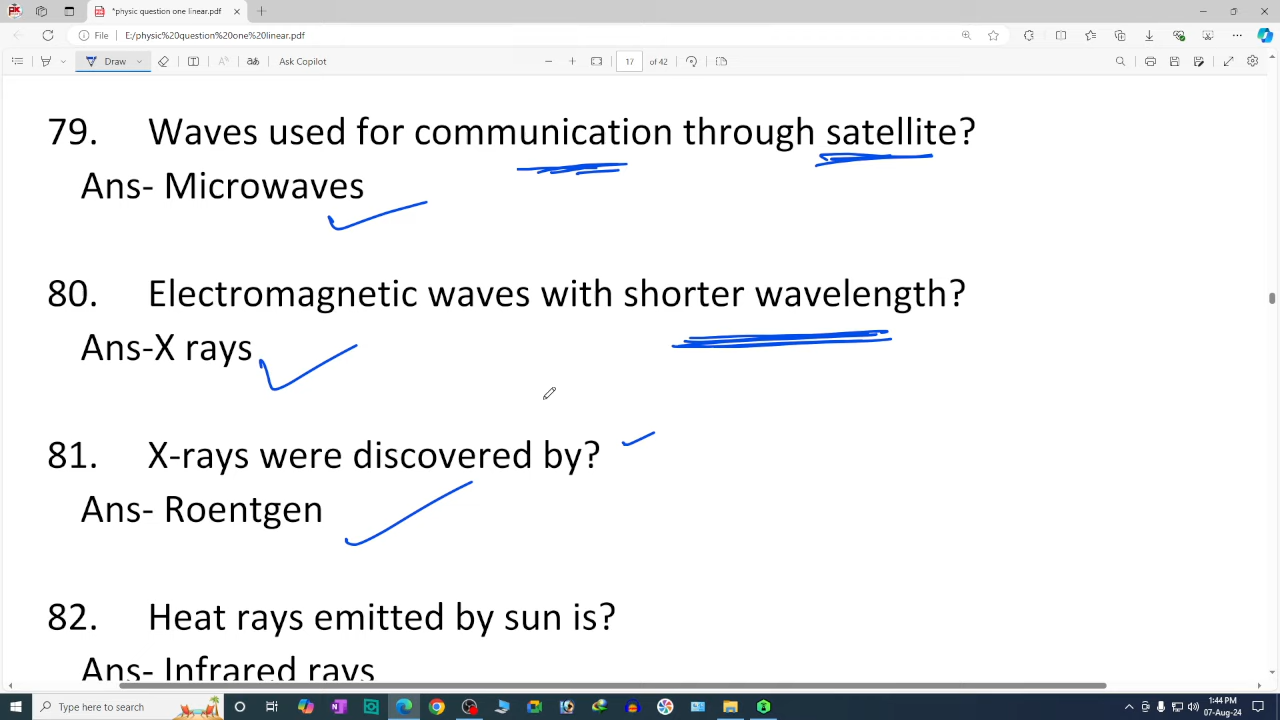 *physic question one linear.pdf
File E:/physic%20question%20one%20linear.pdf
Draw Ask Copilot 17 of 42
79. Waves used for communication through satellite?
Ans- Microwaves
80. Electromagnetic waves with shorter wavelength?
Ans-X rays
81. X-rays were discovered by?
Ans- Roentgen
82. Heat rays emitted by sun is?
Ans- Infrared rays
Type here to search
1:44 PM
07-Aug-24